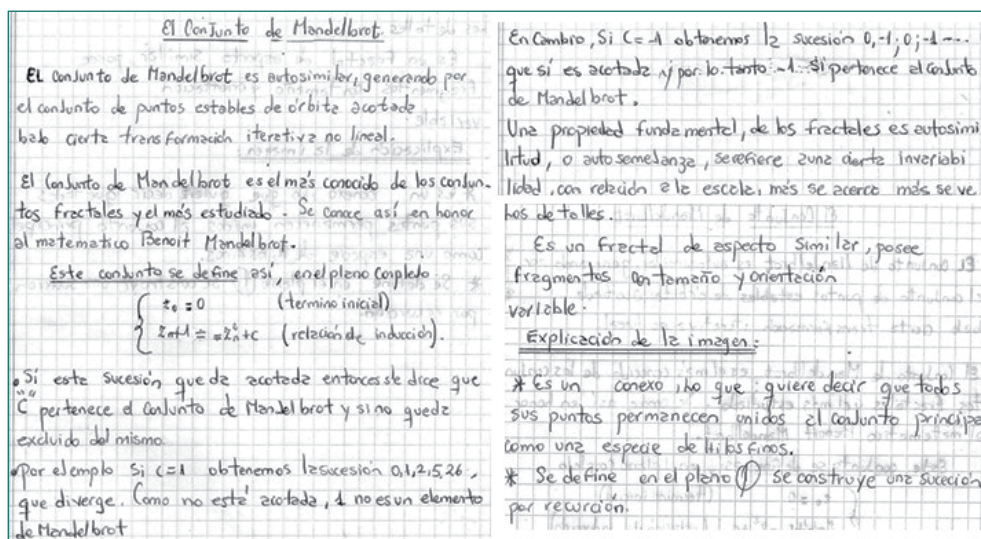 El Conjunto de Mandelbrot.
EL conjunto de Mandelbrot es autosimilar, generando por
el conjunto de puntos estables de órbita acotada
bajo cierta transformación iterativa no lineal.
El Conjunto de Mandelbrot es el más conocido de los conjun-
tos fractales y el más estudiado. Se conoce así en honor
al matematico Benoit Mandelbrot.
Este conjunto se define así, en el plano conpledo
z₀ = 0 (termino inicial)
zn+1 = =z²n+c (relación de inducción).
• Si esta sucesión queda acotada entonces se dice que
"C" pertenece al conjunto de Mandelbrot y si no queda
excluido del mismo.
• Por ejemplo si c=1 obtenemos la sucesión 0,1,2,5,26,
que diverge. Como no está acotada, 1 no es un elemento
de Mandelbrot
En Cambio, Si C=-1 obtenemos la sucesión 0,-1;0;-1....
que sí es acotada y por lo tanto -1 si pertenece al conjunto
de Mandelbrot.
Una propiedad fundamental, de los fractales es autosimi
litud, o autosemejanza, se refiere a una cierta invariabi
lidad, con relación a la escala, más se acerca más se ve
los detalles.
Es un fractal de aspecto similar, posee
fragmentos con tamaño y orientación
variable.
Explicación de la imagen:
* Es un conexo, lo que quiere decir que todos
sus puntos permanecen unidos al conjunto principa
como una especie de Hilos finos.
* Se define en el plano se construye una suceción
por recurción.